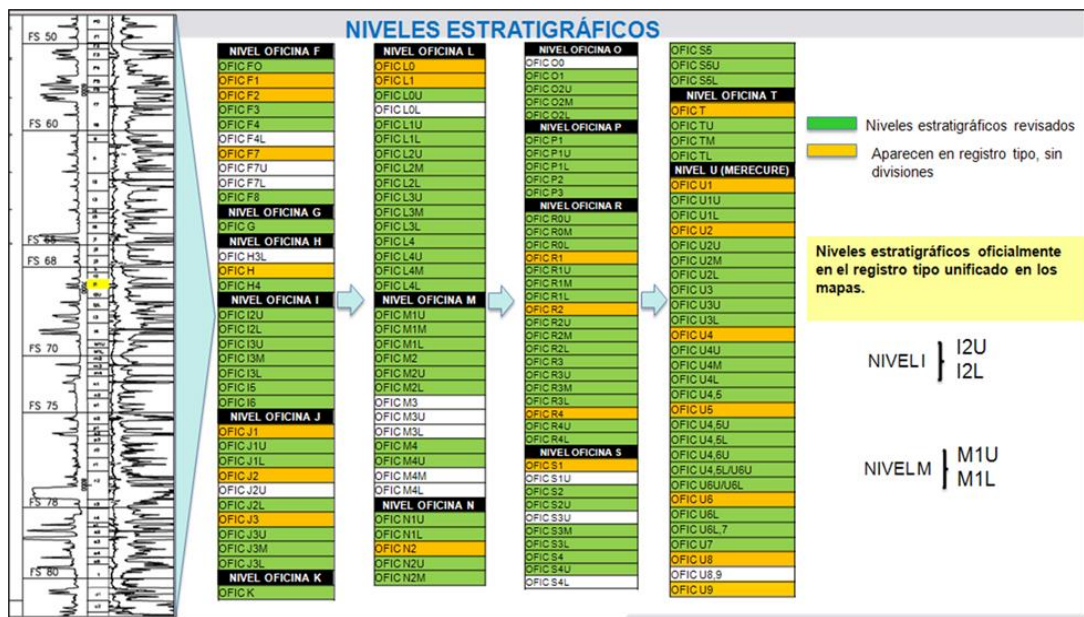 NIVELES ESTRATIGRÁFICOS
FS 50
FS 60
FS 68
FS 70
FS 75
FS 78
FS 80
NIVEL OFICINA F
OFIC FO
OFIC F1
OFIC F2
OFIC F3
OFIC F4
OFIC F4L
OFIC F7
OFIC F7U
OFIC F7L
OFIC F8
NIVEL OFICINA G
OFIC G
NIVEL OFICINA H
OFIC H3L
OFIC H
OFIC H4
NIVEL OFICINA I
OFIC I2U
OFIC I2L
OFIC I3U
OFIC I3M
OFIC I3L
OFIC I5
OFIC I6
NIVEL OFICINA J
OFIC J1
OFIC J1U
OFIC J1L
OFIC J2
OFIC J2U
OFIC J2L
OFIC J3
OFIC J3U
OFIC J3M
OFIC J3L
NIVEL OFICINA K
OFIC K
NIVEL OFICINA L
OFIC L0
OFIC L1
OFIC L0U
OFIC L0L
OFIC L1U
OFIC L1L
OFIC L2U
OFIC L2M
OFIC L2L
OFIC L3U
OFIC L3M
OFIC L3L
OFIC L4
OFIC L4U
OFIC L4M
OFIC L4L
NIVEL OFICINA M
OFIC M1U
OFIC M1M
OFIC M1L
OFIC M2
OFIC M2U
OFIC M2L
OFIC M3
OFIC M3U
OFIC M3L
OFIC M4
OFIC M4U
OFIC M4M
OFIC M4L
NIVEL OFICINA N
OFIC N1U
OFIC N1L
OFIC N2
OFIC N2U
OFIC N2M
NIVEL OFICINA O
OFIC O0
OFIC O1
OFIC O2U
OFIC O2M
OFIC O2L
NIVEL OFICINA P
OFIC P1
OFIC P1U
OFIC P1L
OFIC P2
OFIC P3
NIVEL OFICINA R
OFIC R0U
OFIC R0M
OFIC R0L
OFIC R1
OFIC R1U
OFIC R1M
OFIC R1L
OFIC R2
OFIC R2U
OFIC R2M
OFIC R2L
OFIC R3
OFIC R3U
OFIC R3M
OFIC R3L
OFIC R4
OFIC R4U
OFIC R4L
NIVEL OFICINA S
OFIC S1
OFIC S1U
OFIC S2
OFIC S2U
OFIC S3U
OFIC S3M
OFIC S3L
OFIC S4
OFIC S4U
OFIC S4L
OFIC S5
OFIC S5U
OFIC S5L
NIVEL OFICINA T
OFIC T
OFIC TU
OFIC TM
OFIC TL
NIVEL U (MERECURE)
OFIC U1
OFIC U1U
OFIC U1L
OFIC U2
OFIC U2U
OFIC U2M
OFIC U2L
OFIC U3
OFIC U3U
OFIC U3L
OFIC U4
OFIC U4U
OFIC U4M
OFIC U4L
OFIC U4,5
OFIC U5
OFIC U4,5U
OFIC U4,5L
OFIC U4,6U
OFIC U4,5L/U6U
OFIC U6U/U6L
OFIC U6
OFIC U6L
OFIC U6L,7
OFIC U7
OFIC U8
OFIC U8,9
OFIC U9
Niveles estratigráficos revisados
Aparecen en registro tipo, sin
divisiones
Niveles estratigráficos oficialmente
en el registro tipo unificado en los
mapas.
NIVEL I
I2U
I2L
NIVEL M
M1U
M1L